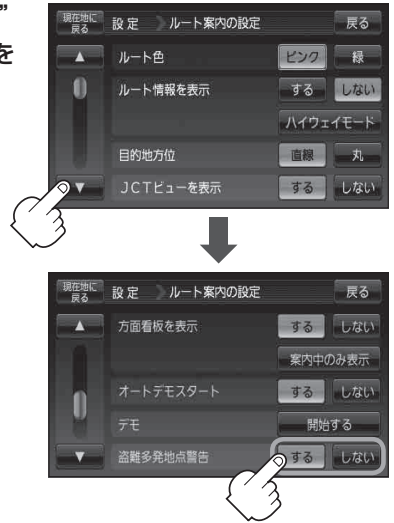 ”
を
現在地に
戻る
設 定 ルート案内の設定 戻る
ルート色 ピンク 緑
ルート情報を表示 する しない
ハイウェイモード
目的地方位 直線 丸
JCTビューを表示 する しない
現在地に
戻る
設 定 ルート案内の設定 戻る
方面看板を表示 する しない
案内中のみ表示
オートデモスタート する しない
デモ 開始する
盗難多発地点警告 する しない